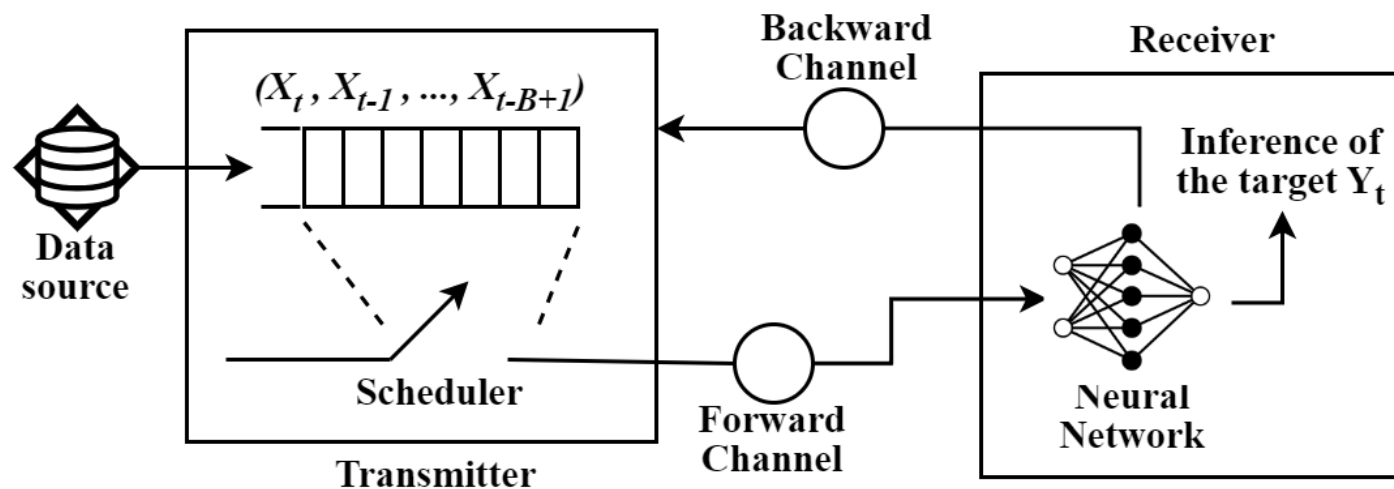 Data
source
(X_t, X_{t-1}, ..., X_{t-B+1})
Scheduler
Transmitter
Backward
Channel
Forward
Channel
Receiver
Inference of
the target Y_t
Neural
Network